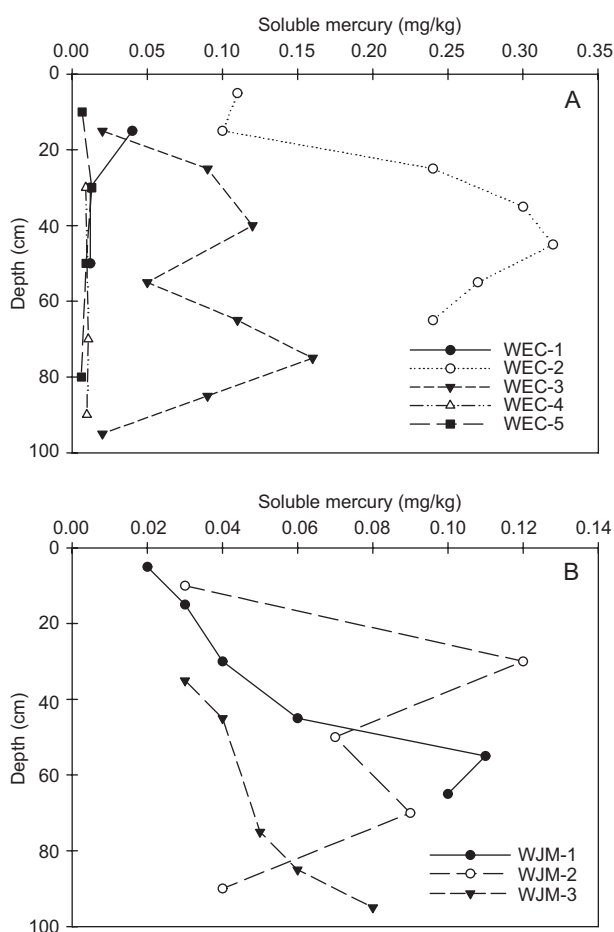 Soluble mercury (mg/kg)
0.00 0.05 0.10 0.15 0.20 0.25 0.30 0.35
0
20
40
60
80
100
Depth (cm)
A
WEC-1
WEC-2
WEC-3
WEC-4
WEC-5
Soluble mercury (mg/kg)
0.00 0.02 0.04 0.06 0.08 0.10 0.12 0.14
0
20
40
60
80
100
Depth (cm)
B
WJM-1
WJM-2
WJM-3